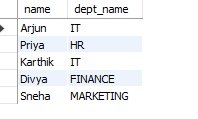 name dept_name
Arjun IT
Priya HR
Karthik IT
Divya FINANCE
Sneha MARKETING